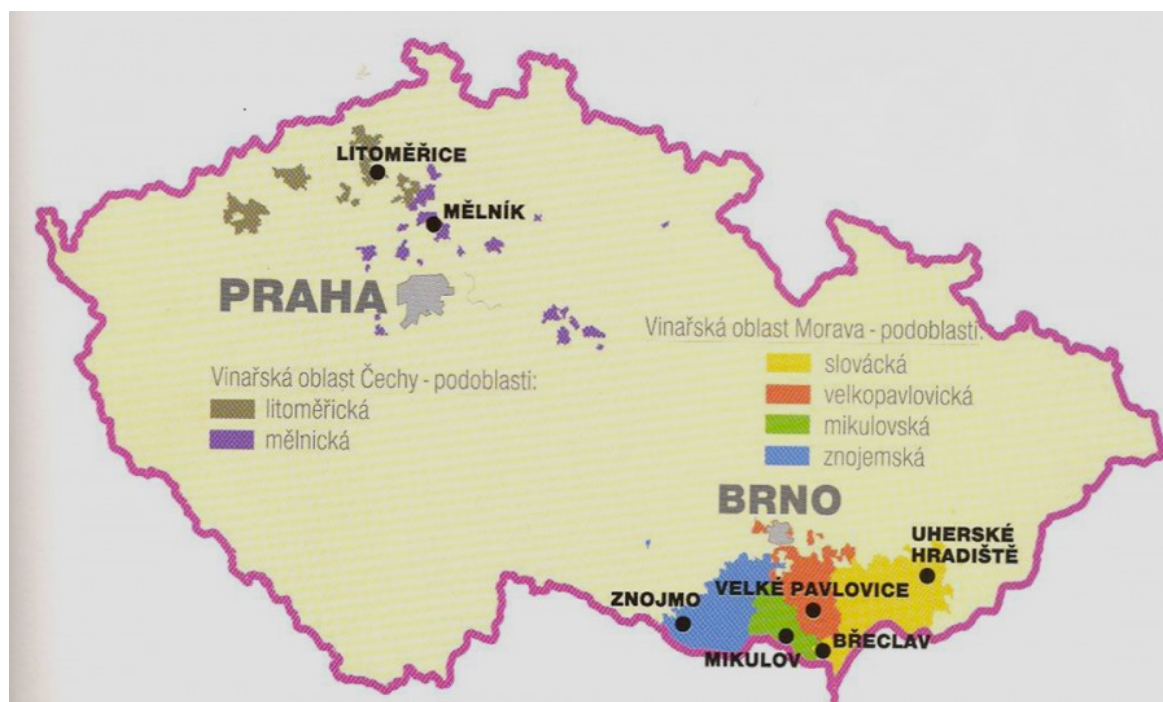 LITOMĚŘICE
MĚLNÍK
PRAHA
Vinařská oblast Čechy - podoblasti:
litoměřická
mělnická
Vinařská oblast Morava - podoblasti:
slovácká
velkopavlovická
mikulovská
znojemská
BRNO
UHERSKÉ
HRADIŠTĚ
VELKÉ PAVLOVICE
ZNOJMO
BŘECLAV
MIKULOV